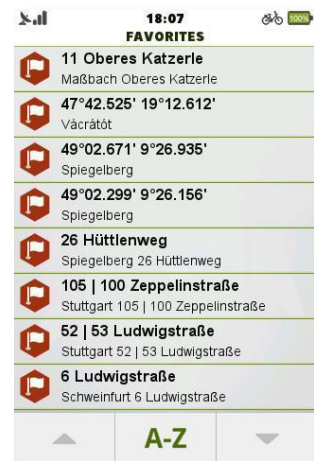 18:07
100%
FAVORITES
11 Oberes Katzerle
Maßbach Oberes Katzerle
47°42.525' 19°12.612'
Vácrátót
49°02.671' 9°26.935'
Spiegelberg
49°02.299' 9°26.156'
Spiegelberg
26 Hüttlenweg
Spiegelberg 26 Hüttlenweg
105 | 100 Zeppelinstraße
Stuttgart 105 | 100 Zeppelinstraße
52 | 53 Ludwigstraße
Stuttgart 52 | 53 Ludwigstraße
6 Ludwigstraße
Schweinfurt 6 Ludwigstraße
A-Z